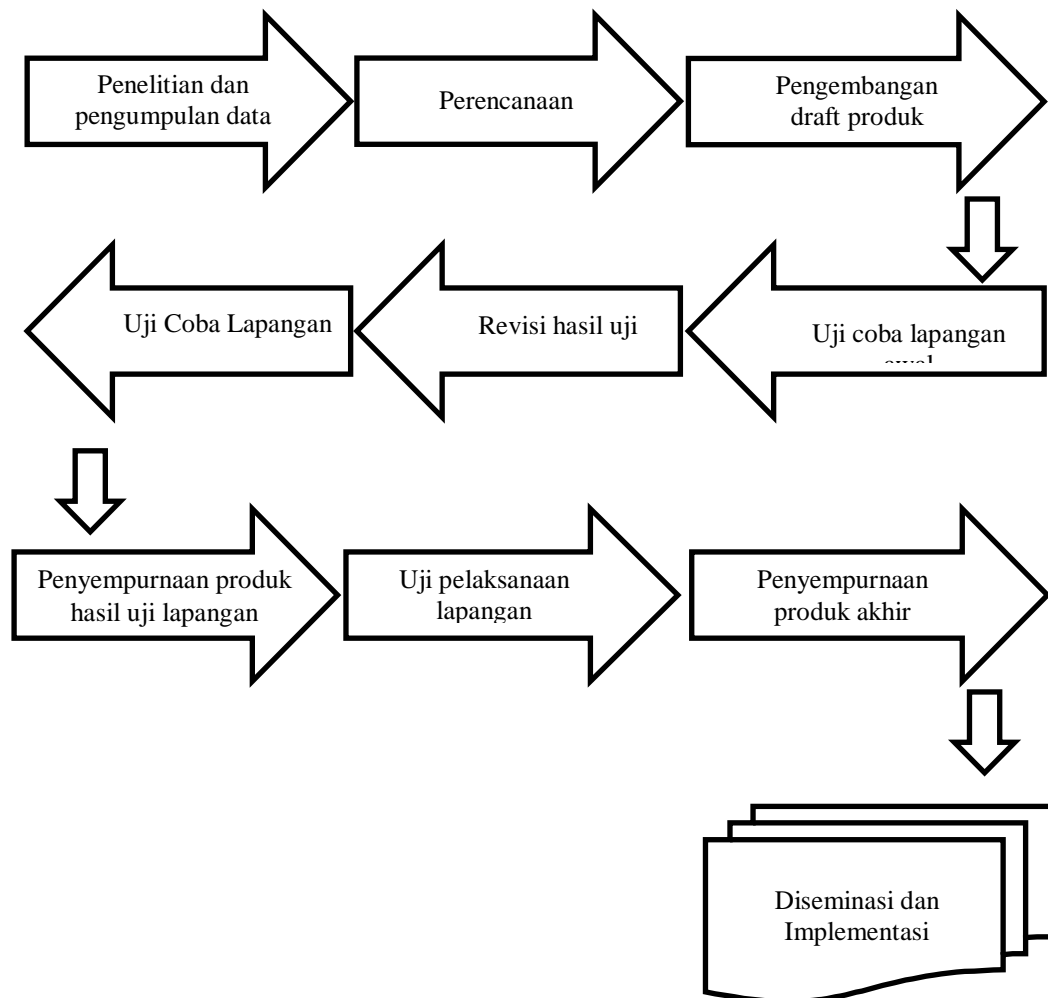 Penelitian dan
pengumpulan data
Perencanaan
Pengembangan
draft produk
Uji coba lapangan
Revisi hasil uji
Uji Coba Lapangan
Penyempurnaan produk
hasil uji lapangan
Uji pelaksanaan
lapangan
Penyempurnaan
produk akhir
Diseminasi dan
Implementasi